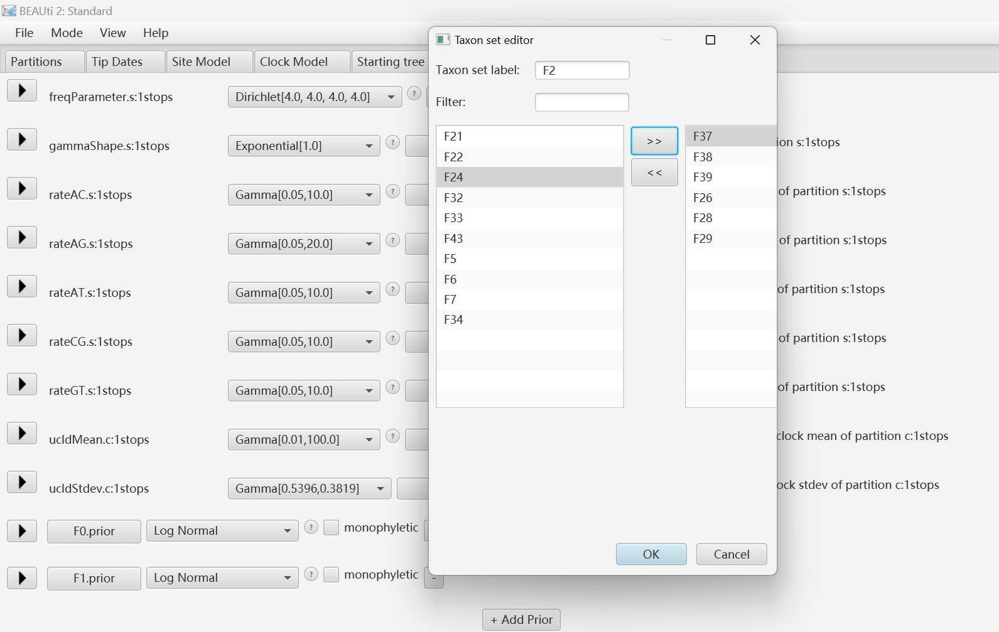 BEAUti 2: Standard
File Mode View Help
Partitions Tip Dates Site Model Clock Model Starting tree
freqParameter.s:1stops Dirichlet[4.0, 4.0, 4.0, 4.0] ?
gammaShape.s:1stops Exponential[1.0] ? ion s:1stops
rateAC.s:1stops Gamma[0.05,10.0] ? of partition s:1stops
rateAG.s:1stops Gamma[0.05,20.0] ? of partition s:1stops
rateAT.s:1stops Gamma[0.05,10.0] ? of partition s:1stops
rateCG.s:1stops Gamma[0.05,10.0] ? of partition s:1stops
rateGT.s:1stops Gamma[0.05,10.0] ? of partition s:1stops
ucldMean.c:1stops Gamma[0.01,100.0] ? clock mean of partition c:1stops
ucldStdev.c:1stops Gamma[0.5396,0.3819] ock stdev of partition c:1stops
F0.prior Log Normal ? monophyletic
F1.prior Log Normal ? monophyletic -
+ Add Prior
Taxon set editor
Taxon set label: F2
Filter:
F21
F22
F24
F32
F33
F43
F5
F6
F7
F34
>>
<<
F37
F38
F39
F26
F28
F29
OK Cancel